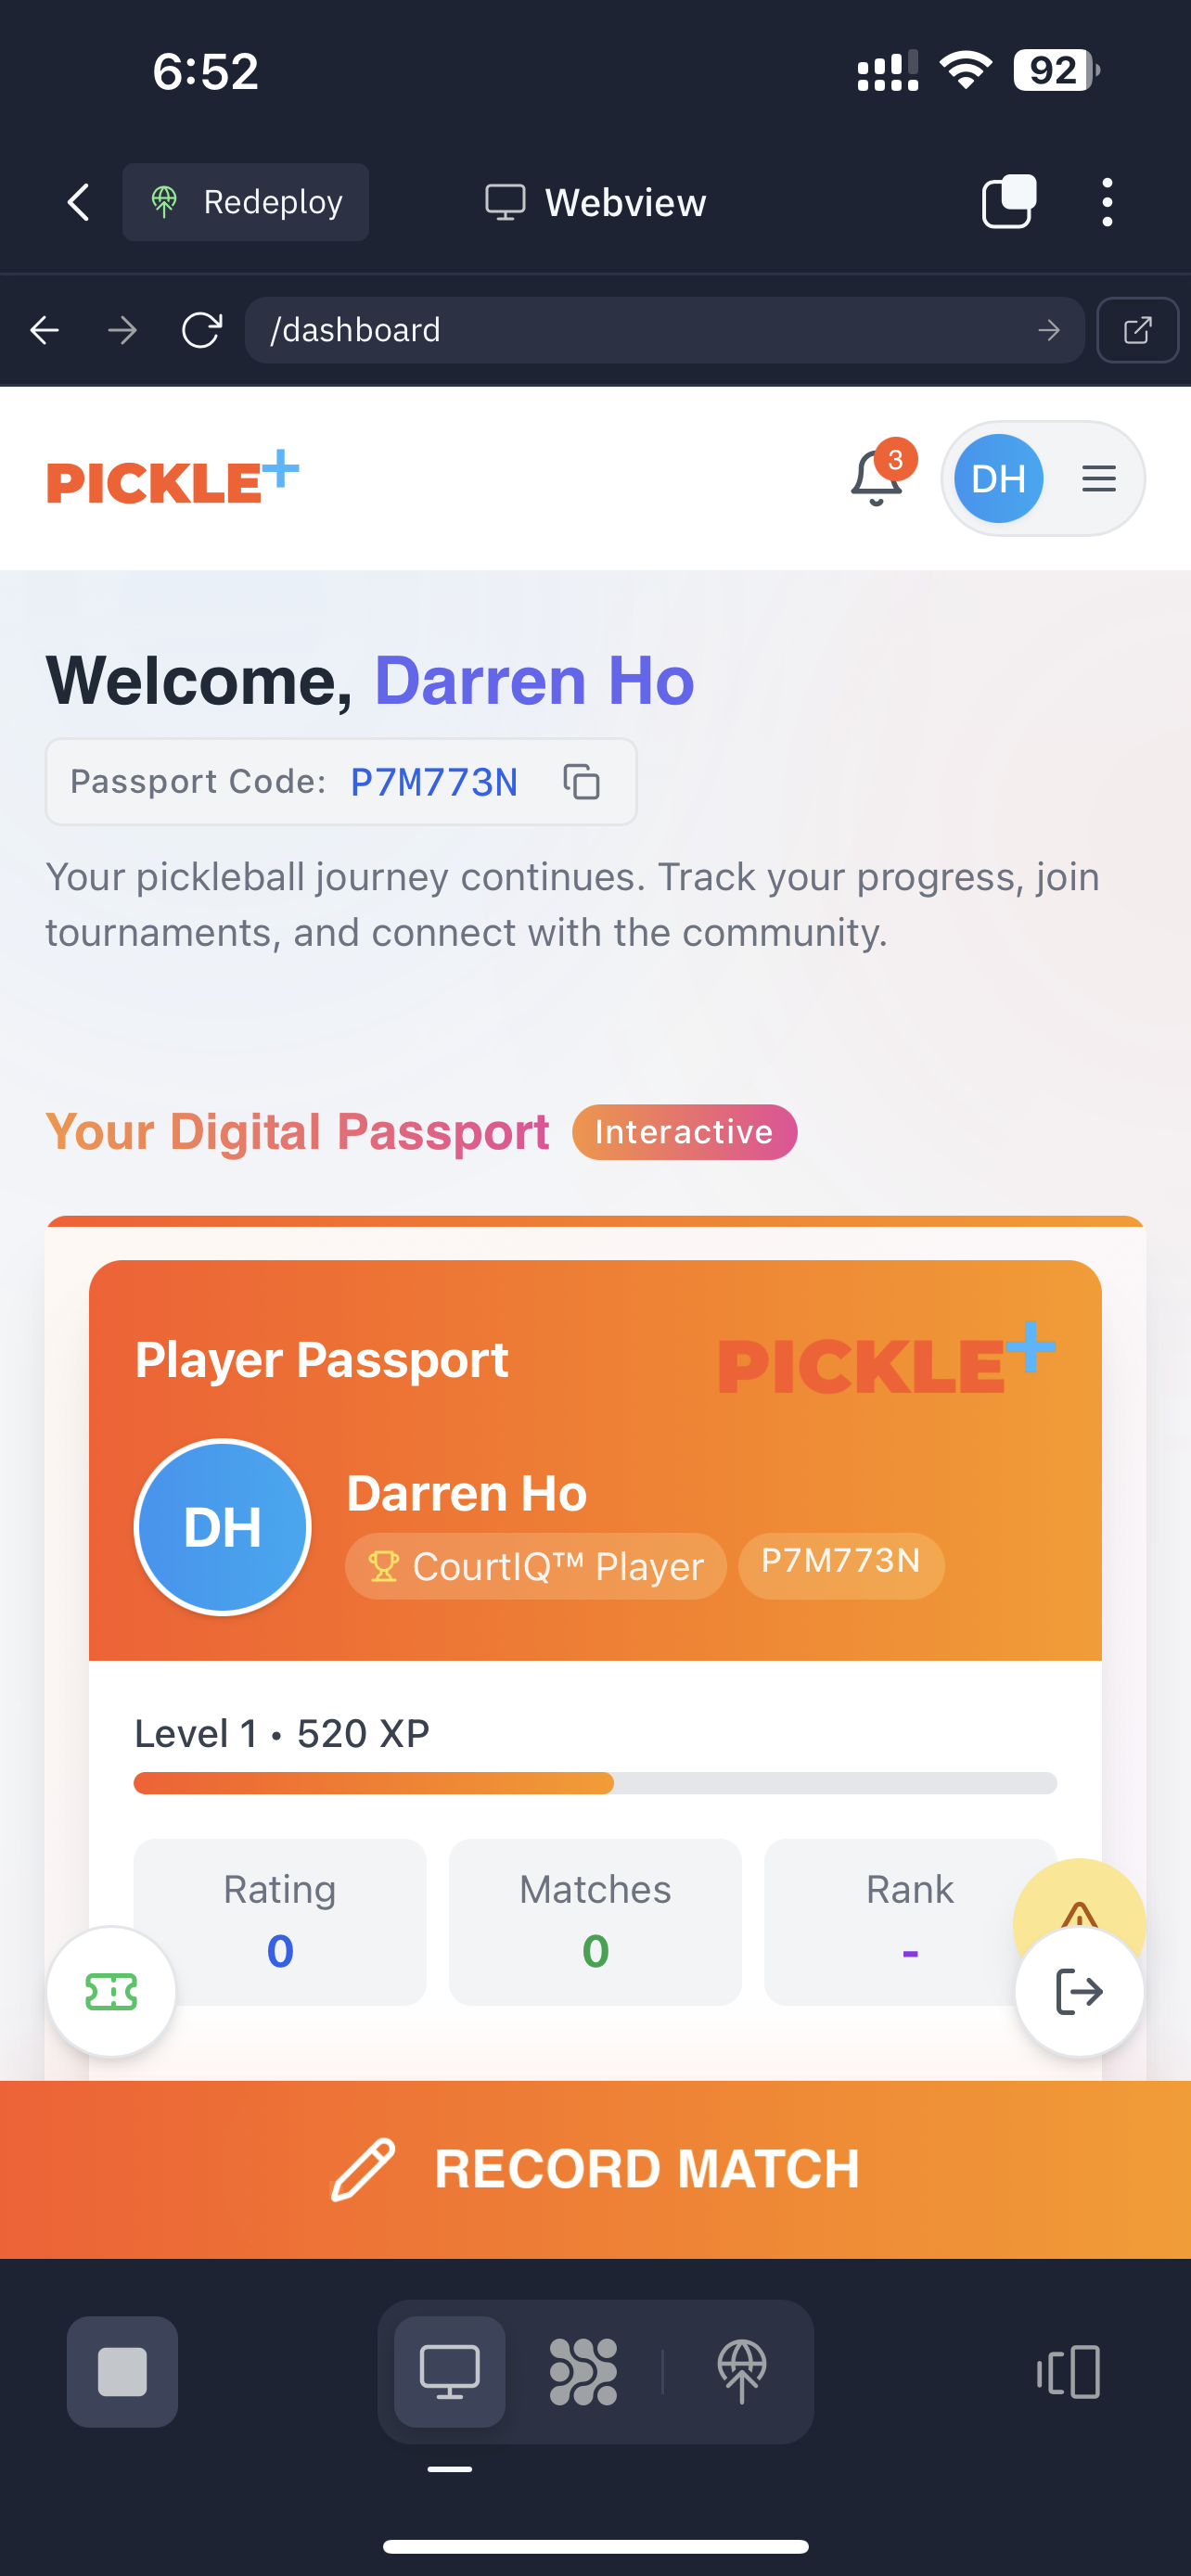 6:52
92
Redeploy
Webview
/dashboard
PICKLE+
3
DH
Welcome, Darren Ho
Passport Code: P7M773N
Your pickleball journey continues. Track your progress, join
tournaments, and connect with the community.
Your Digital Passport Interactive
Player Passport
PICKLE+
DH
Darren Ho
CourtIQ™ Player P7M773N
Level 1 • 520 XP
Rating Matches Rank
0 0 -
RECORD MATCH